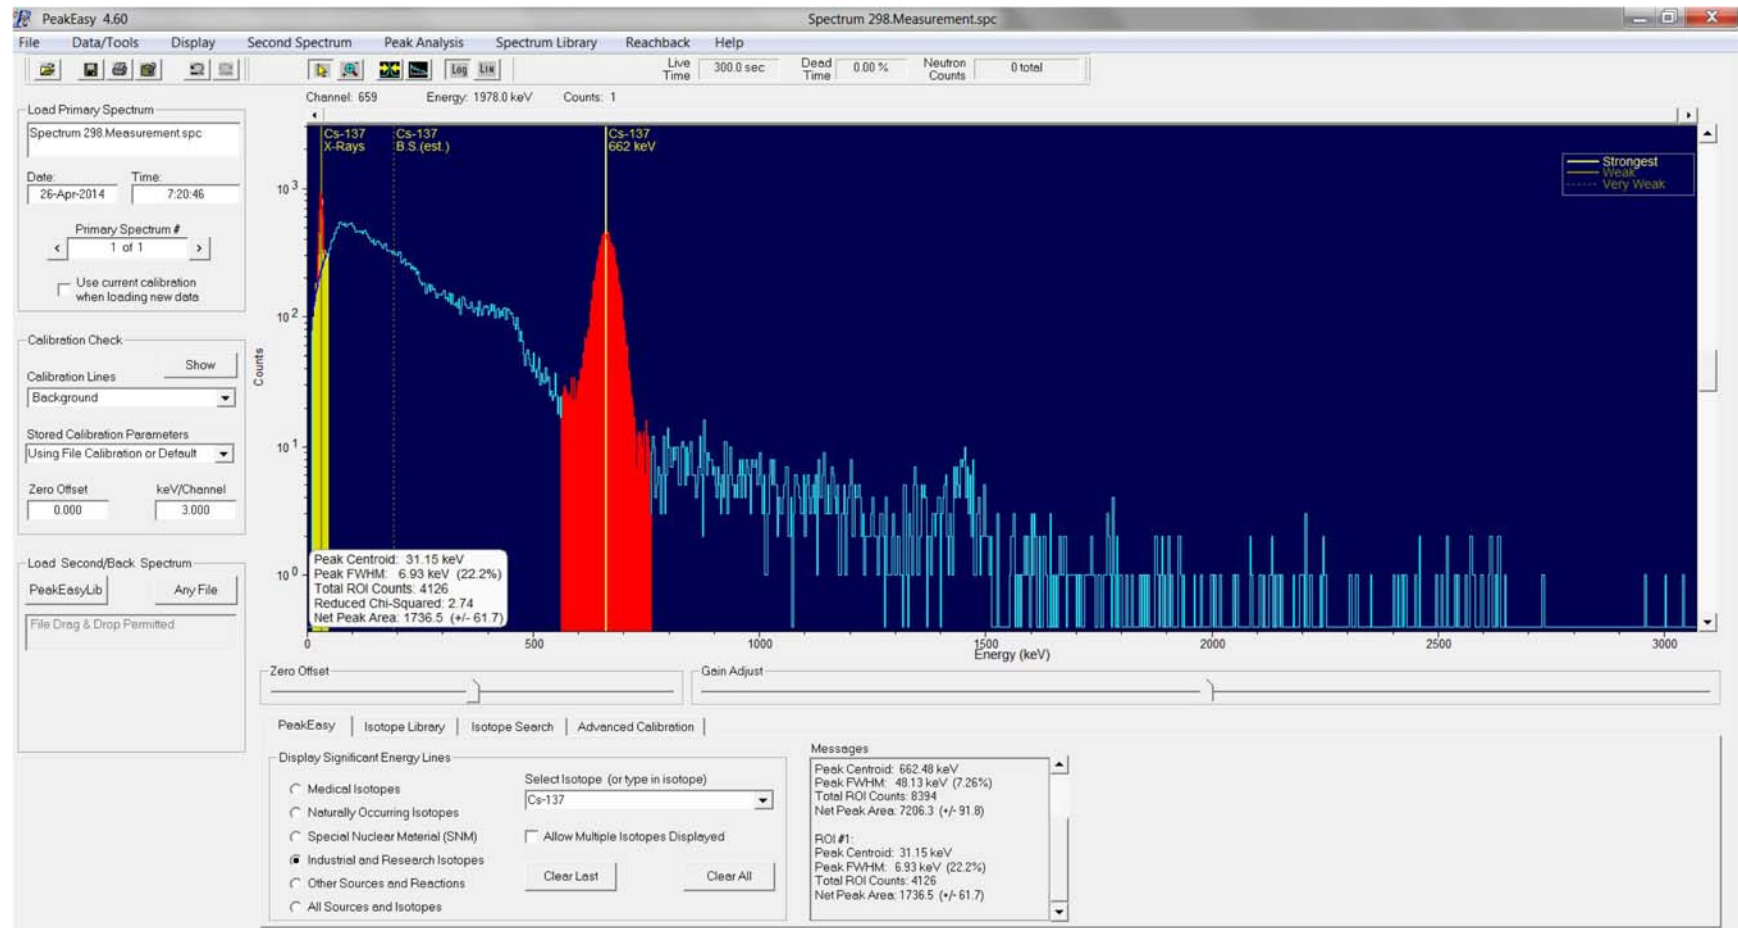 PeakEasy 4.60
Spectrum 298.Measurement.spc
File Data/Tools Display Second Spectrum Peak Analysis Spectrum Library Reachback Help
Log LIN
Live Time 300.0 sec Dead Time 0.00 % Neutron Counts 0 total
Channel: 659 Energy: 1978.0 keV Counts: 1
Load Primary Spectrum
Spectrum 298.Measurement.spc
Date: Time:
26-Apr-2014 7:20:46
Primary Spectrum #
< 1 of 1 >
Use current calibration
when loading new data
Calibration Check
Show
Calibration Lines
Background
Stored Calibration Parameters
Using File Calibration or Default
Zero Offset keV/Channel
0.000 3.000
Load Second/Back Spectrum
PeakEasyLib Any File
File Drag & Drop Permitted
Cs-137 Cs-137 Cs-137
X-Rays B.S.(est.) 662 keV
Strongest
Weak
Very Weak
Counts
10 3
10 2
10 1
10 0
Peak Centroid: 31.15 keV
Peak FWHM: 6.93 keV (22.2%)
Total ROI Counts: 4126
Reduced Chi-Squared: 2.74
Net Peak Area: 1736.5 (+/- 61.7)
0 500 1000 1500 2000 2500 3000
Energy (keV)
Zero Offset Gain Adjust
PeakEasy Isotope Library Isotope Search Advanced Calibration
Display Significant Energy Lines
Medical Isotopes
Naturally Occurring Isotopes
Special Nuclear Material (SNM)
Industrial and Research Isotopes
Other Sources and Reactions
All Sources and Isotopes
Select Isotope (or type in isotope)
Cs-137
Allow Multiple Isotopes Displayed
Clear Last Clear All
Messages
Peak Centroid: 662.48 keV
Peak FWHM: 48.13 keV (7.26%)
Total ROI Counts: 8394
Net Peak Area: 7206.3 (+/- 91.8)
ROI #1:
Peak Centroid: 31.15 keV
Peak FWHM: 6.93 keV (22.2%)
Total ROI Counts: 4126
Net Peak Area: 1736.5 (+/- 61.7)